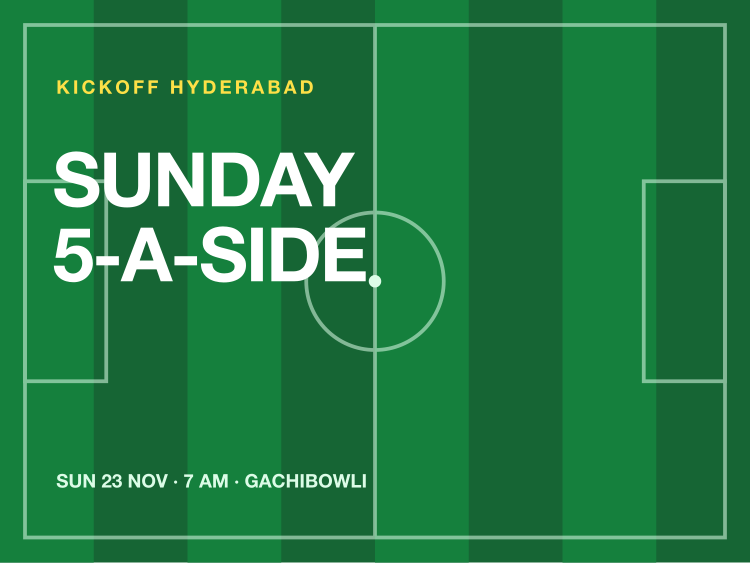 KICKOFF HYDERABAD
SUNDAY
5-A-SIDE
SUN 23 NOV · 7 AM · GACHIBOWLI